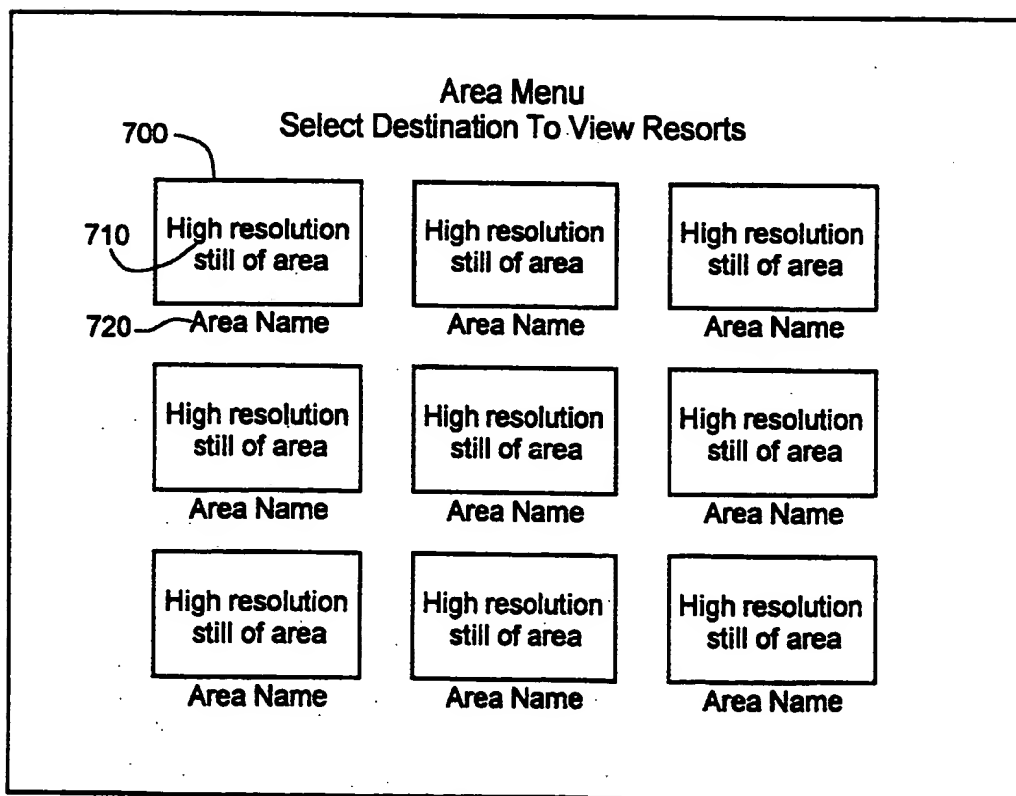 Area Menu
Select Destination To View Resorts
700
710
High resolution
still of area
High resolution
still of area
High resolution
still of area
720
Area Name
Area Name
Area Name
High resolution
still of area
High resolution
still of area
High resolution
still of area
Area Name
Area Name
Area Name
High resolution
still of area
High resolution
still of area
High resolution
still of area
Area Name
Area Name
Area Name